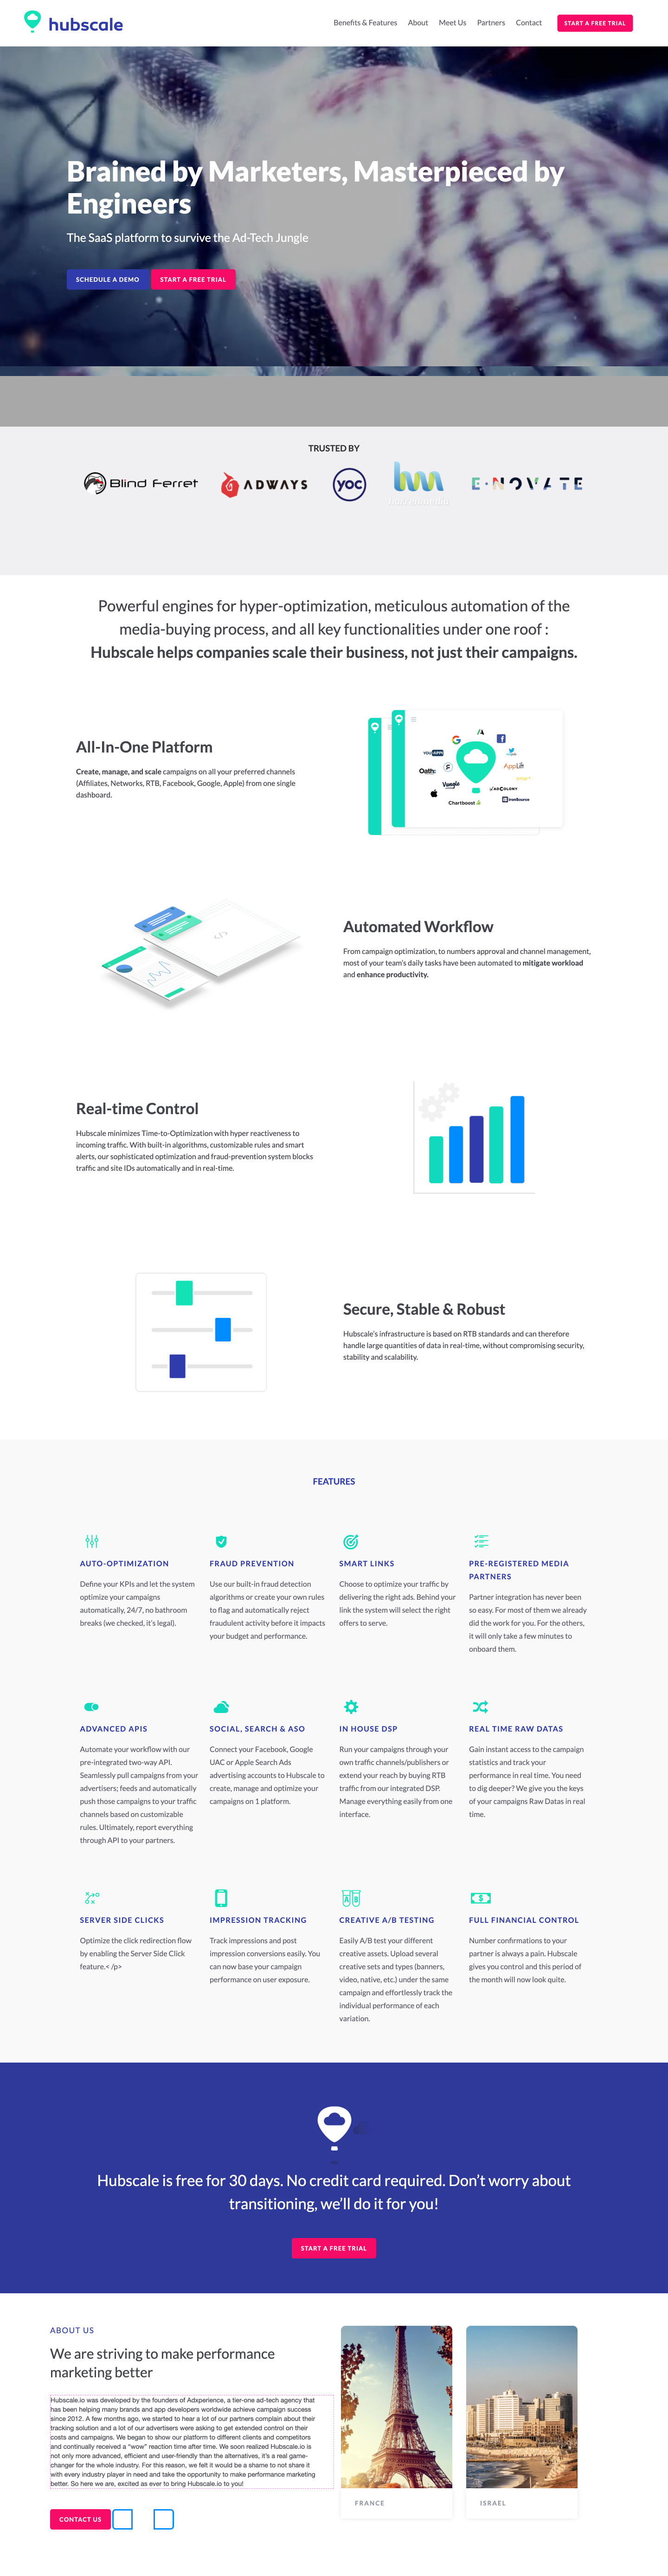 hubscale
Benefits & Features About Meet Us Partners Contact START A FREE TRIAL
Brained by Marketers, Masterpieced by
Engineers
The SaaS platform to survive the Ad-Tech Jungle
SCHEDULE A DEMO START A FREE TRIAL
TRUSTED BY
Blind Ferret ADWAYS yoc bm E·NOVATE
Powerful engines for hyper-optimization, meticulous automation of the
media-buying process, and all key functionalities under one roof :
Hubscale helps companies scale their business, not just their campaigns.
All-In-One Platform
Create, manage, and scale campaigns on all your preferred channels
(Affiliates, Networks, RTB, Facebook, Google, Apple) from one single
dashboard.
Oath:
Vungle
AppLift
ADCOLONY
Chartboost
ironSource
Automated Workflow
From campaign optimization, to numbers approval and channel management,
most of your team's daily tasks have been automated to mitigate workload
and enhance productivity.
Real-time Control
Hubscale minimizes Time-to-Optimization with hyper reactiveness to
incoming traffic. With built-in algorithms, customizable rules and smart
alerts, our sophisticated optimization and fraud-prevention system blocks
traffic and site IDs automatically and in real-time.
Secure, Stable & Robust
Hubscale's infrastructure is based on RTB standards and can therefore
handle large quantities of data in real-time, without compromising security,
stability and scalability.
FEATURES
AUTO-OPTIMIZATION
Define your KPIs and let the system
optimize your campaigns
automatically, 24/7, no bathroom
breaks (we checked, it's legal).
FRAUD PREVENTION
Use our built-in fraud detection
algorithms or create your own rules
to flag and automatically reject
fraudulent activity before it impacts
your budget and performance.
SMART LINKS
Choose to optimize your traffic by
delivering the right ads. Behind your
link the system will select the right
offers to serve.
PRE-REGISTERED MEDIA
PARTNERS
Partner integration has never been
so easy. For most of them we already
did the work for you. For the others,
it will only take a few minutes to
onboard them.
ADVANCED APIS
Automate your workflow with our
pre-integrated two-way API.
Seamlessly pull campaigns from your
advertisers; feeds and automatically
push those campaigns to your traffic
channels based on customizable
rules. Ultimately, report everything
through API to your partners.
SOCIAL, SEARCH & ASO
Connect your Facebook, Google
UAC or Apple Search Ads
advertising accounts to Hubscale to
create, manage and optimize your
campaigns on 1 platform.
IN HOUSE DSP
Run your campaigns through your
own traffic channels/publishers or
extend your reach by buying RTB
traffic from our integrated DSP.
Manage everything easily from one
interface.
REAL TIME RAW DATAS
Gain instant access to the campaign
statistics and track your
performance in real time. You need
to dig deeper? We give you the keys
of your campaigns Raw Datas in real
time.
SERVER SIDE CLICKS
Optimize the click redirection flow
by enabling the Server Side Click
feature.< /p>
IMPRESSION TRACKING
Track impressions and post
impression conversions easily. You
can now base your campaign
performance on user exposure.
A B
CREATIVE A/B TESTING
Easily A/B test your different
creative assets. Upload several
creative sets and types (banners,
video, native, etc.) under the same
campaign and effortlessly track the
individual performance of each
variation.
$
FULL FINANCIAL CONTROL
Number confirmations to your
partner is always a pain. Hubscale
gives you control and this period of
the month will now look quite.
Hubscale is free for 30 days. No credit card required. Don't worry about
transitioning, we'll do it for you!
START A FREE TRIAL
ABOUT US
We are striving to make performance
marketing better
Hubscale.io was developed by the founders of Adxperience, a tier-one ad-tech agency that
has been helping many brands and app developers worldwide achieve campaign success
since 2012. A few months ago, we started to hear a lot of our partners complain about their
tracking solution and a lot of our advertisers were asking to get extended control on their
costs and campaigns. We began to show our platform to different clients and competitors
and continually received a "wow" reaction time after time. We soon realized Hubscale.io is
not only more advanced, efficient and user-friendly than the alternatives, it's a real game-
changer for the whole industry. For this reason, we felt it would be a shame to not share it
with every industry player in need and take the opportunity to make performance marketing
better. So here we are, excited as ever to bring Hubscale.io to you!
CONTACT US
FRANCE
ISRAEL